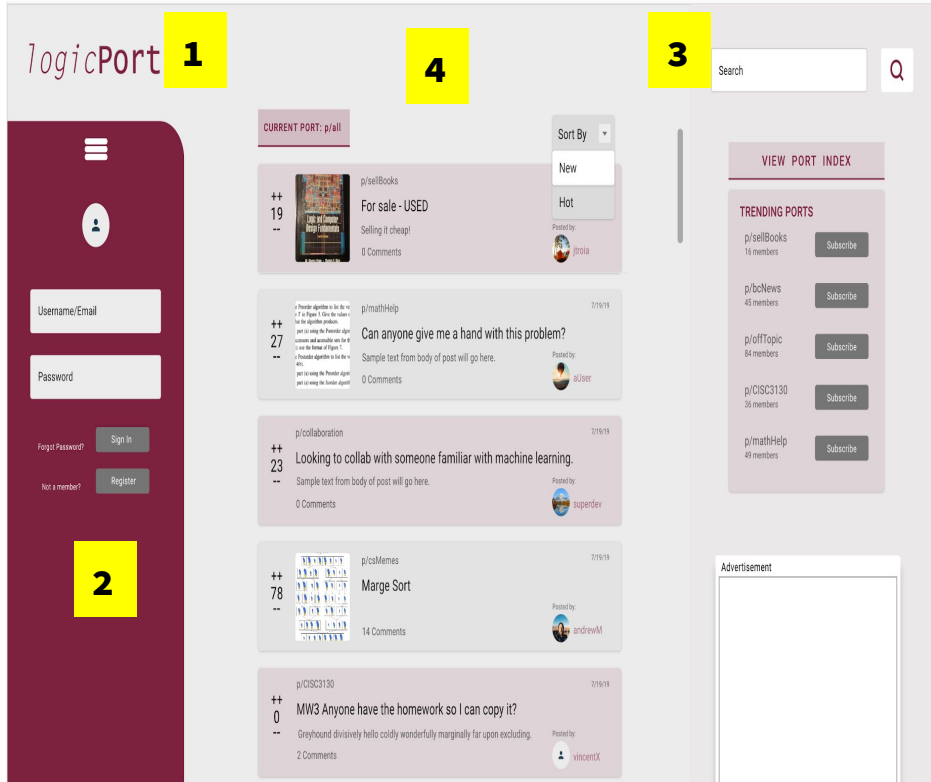 logicPort
1
4
3
Search
CURRENT PORT: p/all
Sort By
New
Hot
VIEW PORT INDEX
TRENDING PORTS
p/sellBooks
16 members
Subscribe
p/bcNews
45 members
Subscribe
p/offTopic
84 members
Subscribe
p/CISC3130
36 members
Subscribe
p/mathHelp
49 members
Subscribe
Advertisement
Username/Email
Password
Forgot Password?
Sign In
Not a member?
Register
2
++
19
--
Logic and Computer
Design Fundamentals
p/sellBooks
For sale - USED
Selling it cheap!
0 Comments
Posted by:
jtroia
++
27
--
p/mathHelp
7/19/19
Can anyone give me a hand with this problem?
Sample text from body of post will go here.
0 Comments
Posted by:
aUser
p/collaboration
7/19/19
++
23
--
Looking to collab with someone familiar with machine learning.
Sample text from body of post will go here.
0 Comments
Posted by:
superdev
++
78
--
p/csMemes
7/19/19
Marge Sort
14 Comments
Posted by:
andrewM
p/CISC3130
7/19/19
++
0
--
MW3 Anyone have the homework so I can copy it?
Greyhound divisively hello coldly wonderfully marginally far upon excluding.
2 Comments
Posted by:
vincentX